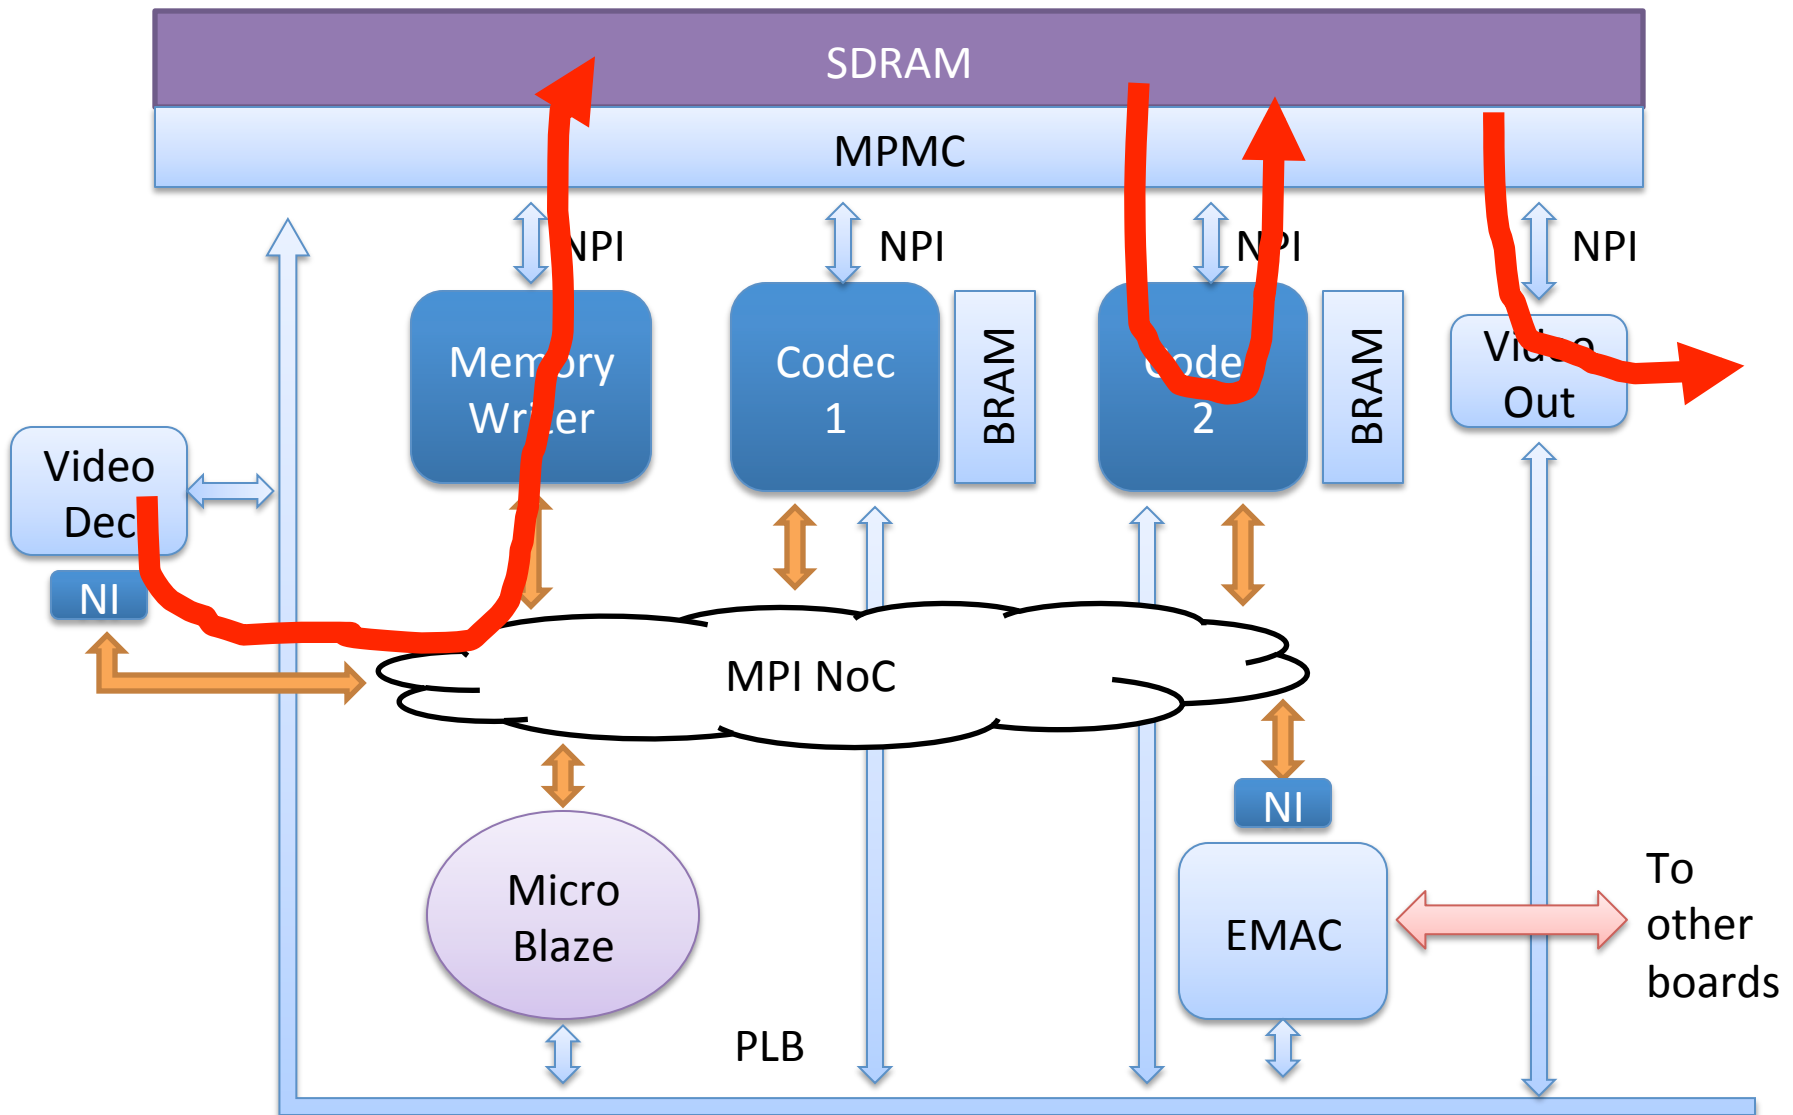 SDRAM
MPMC
NPI
NPI
NPI
NPI
Memory
Writer
Codec
1
BRAM
Codec
2
BRAM
Video
Out
Video
Dec
NI
MPI NoC
NI
Micro
Blaze
EMAC
To
other
boards
PLB